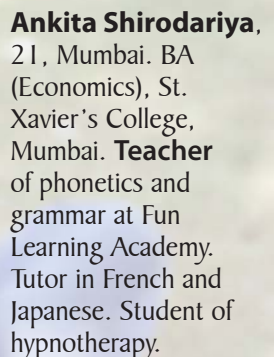 Ankita Shirodariya,
21, Mumbai. BA
(Economics), St.
Xavier's College,
Mumbai. Teacher
of phonetics and
grammar at Fun
Learning Academy.
Tutor in French and
Japanese. Student of
hypnotherapy.